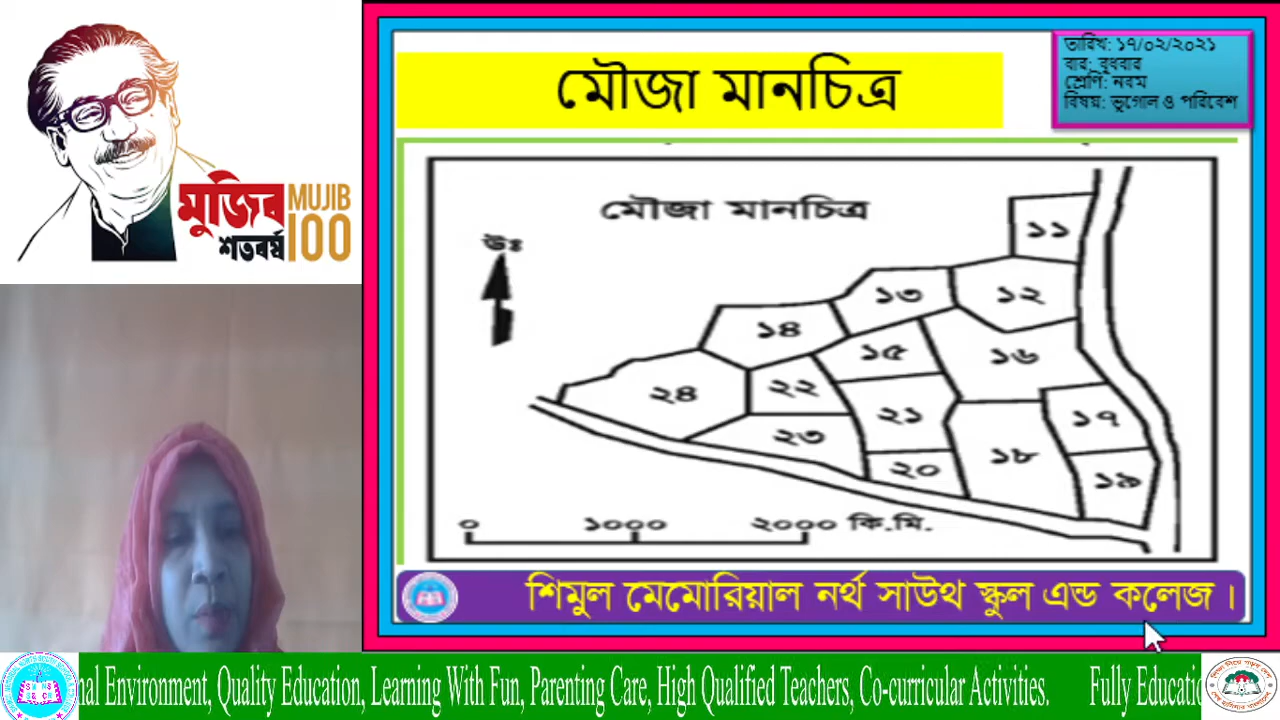 মৌজা মানচিত্র
তারিখ: ১৭/০২/২০২১
বার: বুধবার
শ্রেণি: নবম
বিষয়: ভূগোল ও পরিবেশ
মুজিব
শতবর্ষ
MUJIB
100
মৌজা মানচিত্র
উঃ
১১
১২
১৩
১৪
১৫
১৬
২৪
২২
২১
১৭
২৩
১৮
২০
১৯
০ ১০০০ ২০০০ কি.মি.
শিমুল মেমোরিয়াল নর্থ সাউথ স্কুল এন্ড কলেজ ।
nal Environment, Quality Education, Learning With Fun, Parenting Care, High Qualified Teachers, Co-curricular Activities. Fully Educatio